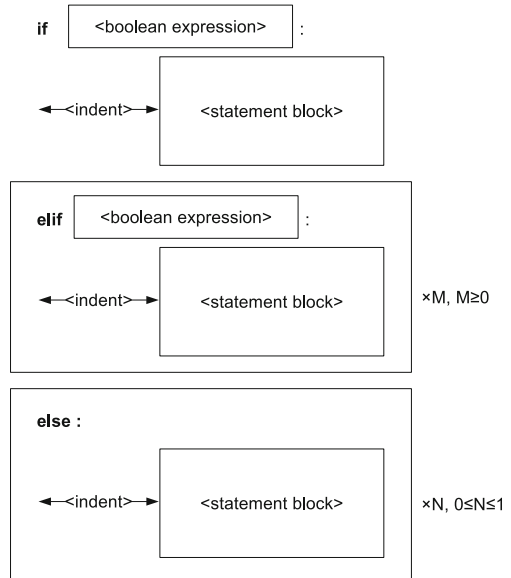 if <boolean expression> :
<indent> <statement block>
elif <boolean expression> :
<indent> <statement block>
×M, M≥0
else :
<indent> <statement block>
×N, 0≤N≤1